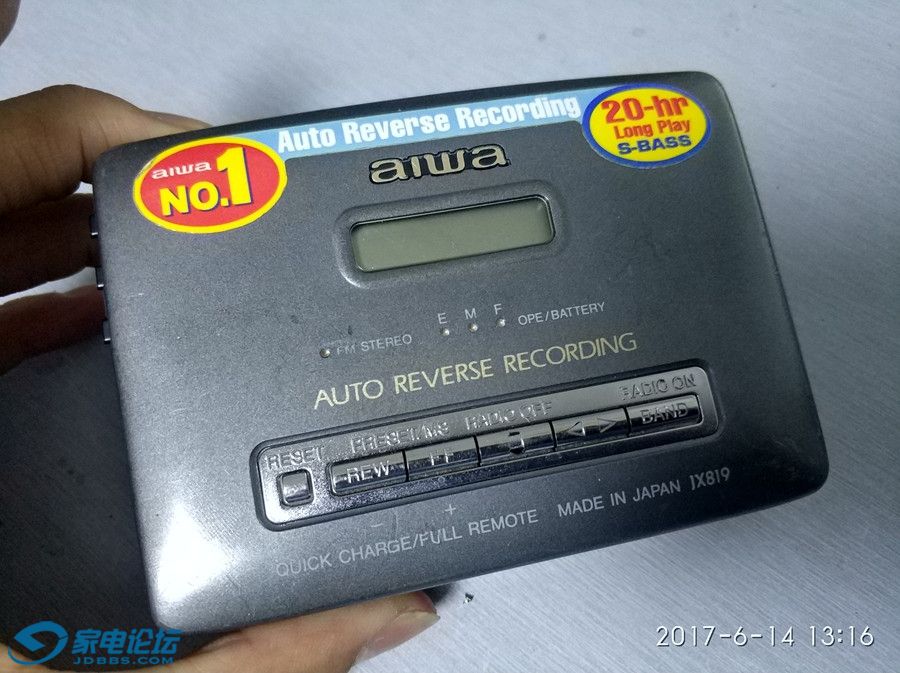 Auto Reverse Recording
20-hr
Long Play
S-BASS
aiwa
NO.1
aiwa
E M F
FM STEREO
OPE/BATTERY
AUTO REVERSE RECORDING
RADIO ON
PRESET/MS RADIO OFF
RESET
REW FF BAND
- +
QUICK CHARGE/FULL REMOTE MADE IN JAPAN JX819
家电论坛
JDBBS.COM
2017-6-14 13:16